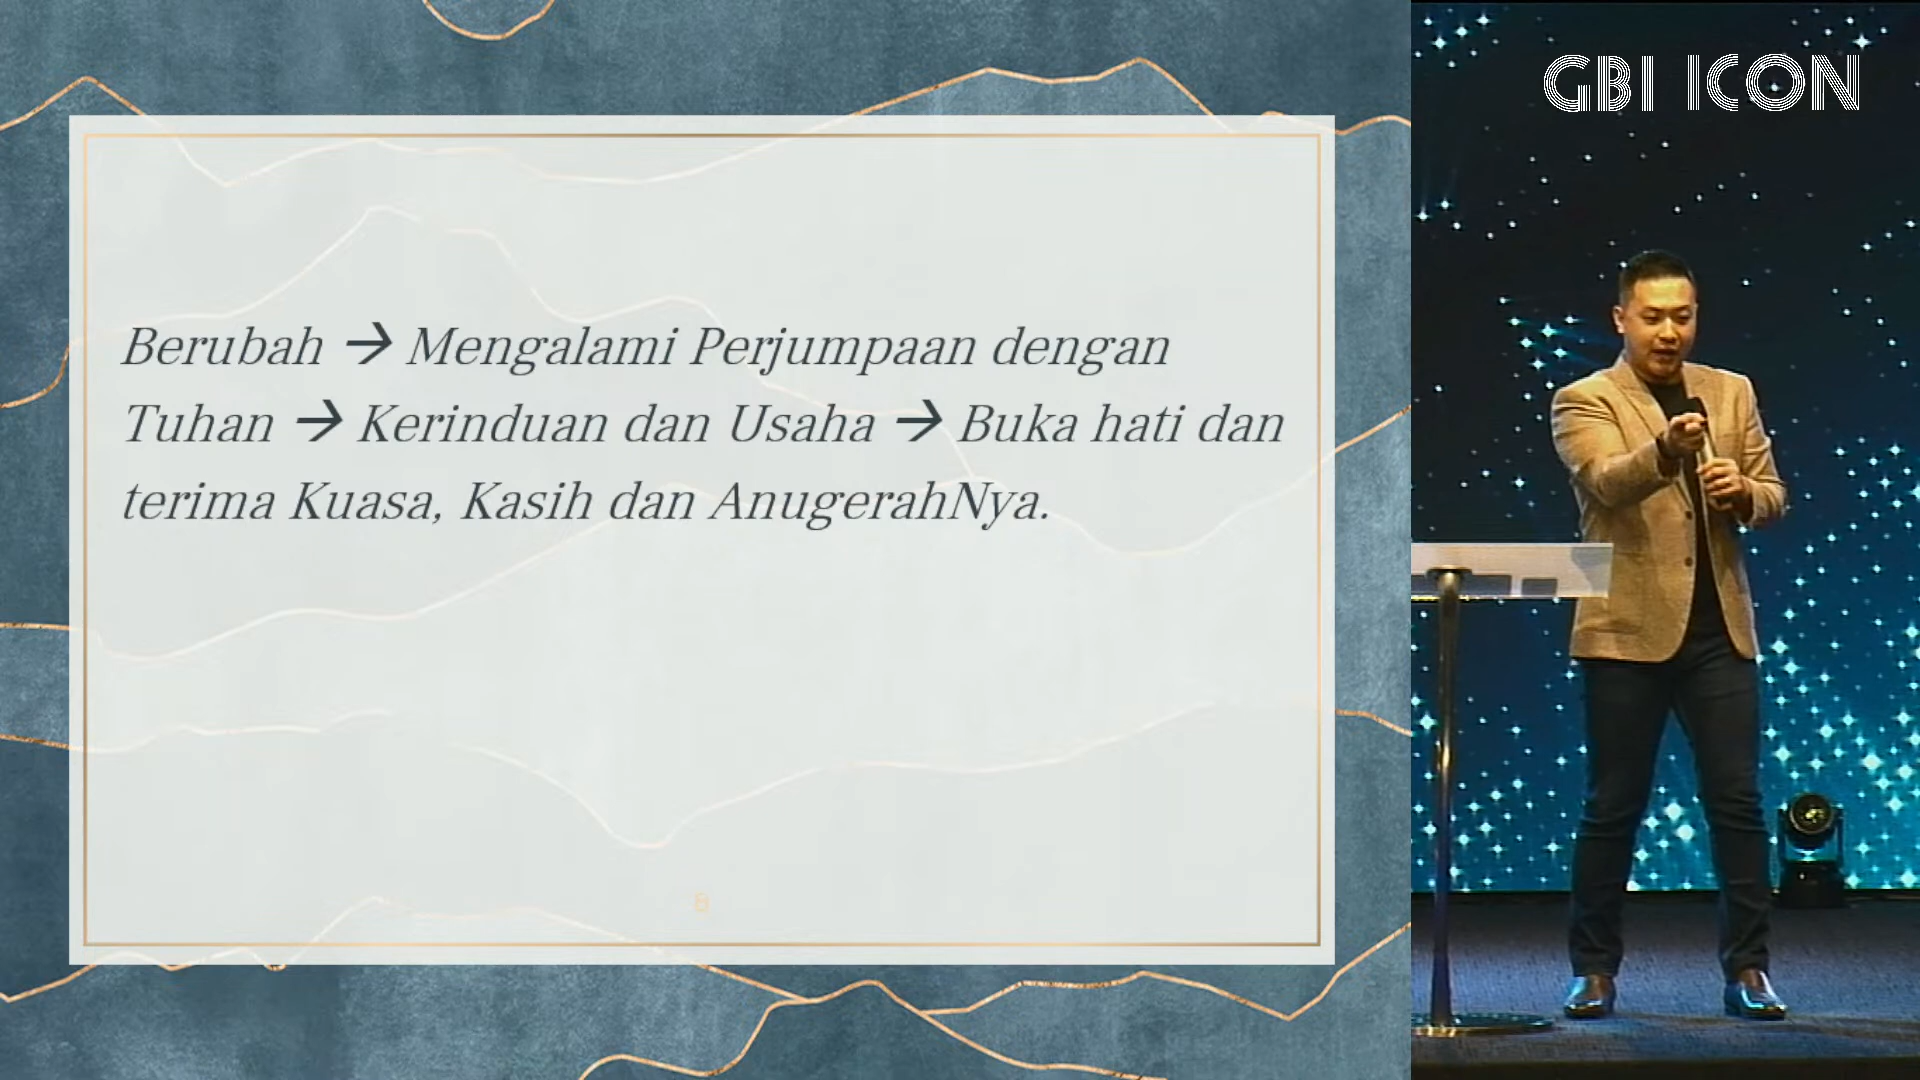 GBI ICON
Berubah → Mengalami Perjumpaan dengan
Tuhan → Kerinduan dan Usaha → Buka hati dan
terima Kuasa, Kasih dan AnugerahNya.